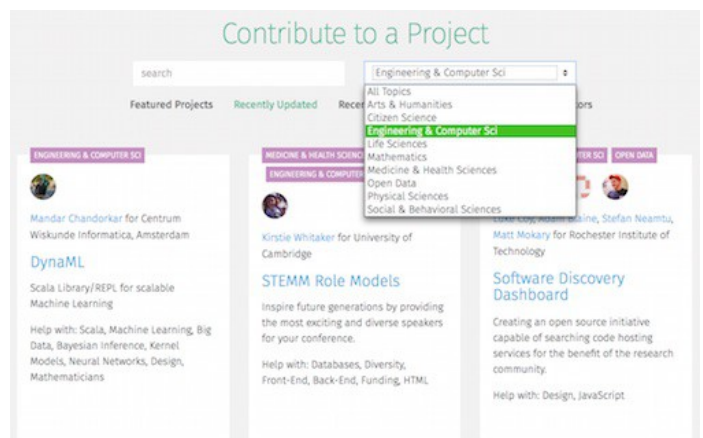 Contribute to a Project
search
Engineering & Computer Sci
All Topics
Arts & Humanities
Citizen Science
Engineering & Computer Sci
Life Sciences
Mathematics
Medicine & Health Sciences
Open Data
Physical Sciences
Social & Behavioral Sciences
Featured Projects Recently Updated
ENGINEERING & COMPUTER SCI
Mandar Chandorkar for Centrum
Wiskunde Informatica, Amsterdam
DynaML
Scala Library/REPL for scalable
Machine Learning
Help with: Scala, Machine Learning, Big
Data, Bayesian Inference, Kernel
Models, Neural Networks, Design,
Mathematicians
MEDICINE & HEALTH
ENGINEERING &
Kirstie Whitaker for University of
Cambridge
STEMM Role Models
Inspire future generations by providing
the most exciting and diverse speakers
for your conference.
Help with: Databases, Diversity,
Front-End, Back-End, Funding, HTML
SCI OPEN DATA
Blaine, Stefan Neamtu,
Matt Mokary for Rochester Institute of
Technology
Software Discovery
Dashboard
Creating an open source initiative
capable of searching code hosting
services for the benefit of the research
community.
Help with: Design, JavaScript